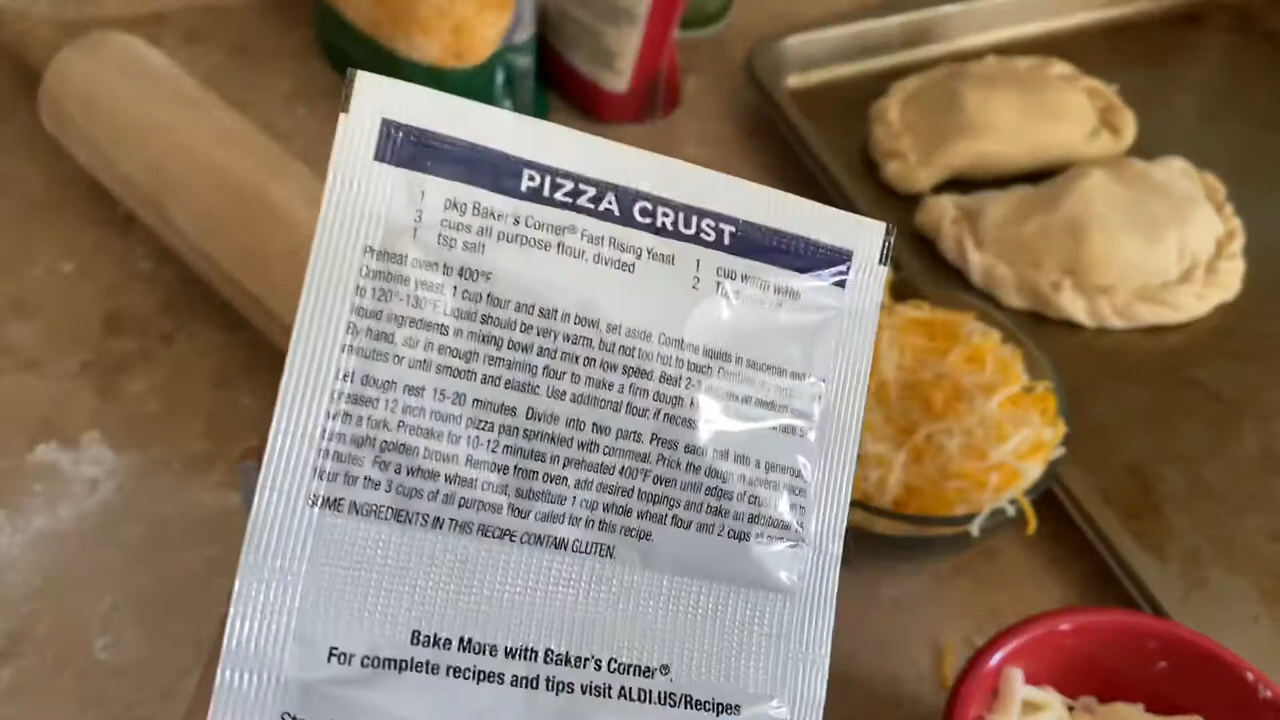 PIZZA CRUST
1 pkg Baker's Corner® Fast Rising Yeast
3 cups all purpose flour, divided
1 tsp salt
1 cup warm
2
Preheat oven to 400°F
Combine yeast, 1 cup flour and salt in bowl, set aside. Combine liquids in saucepan and
to 120°-130°F. Liquid should be very warm, but not too hot to touch.
liquid ingredients in mixing bowl and mix on low speed. Beat 2- on medium
By hand, stir in enough remaining flour to make a firm dough.
minutes or until smooth and elastic. Use additional flour, if
Let dough rest 15-20 minutes. Divide into two parts. Press each half into a
greased 12 inch round pizza pan sprinkled with cornmeal. Prick the dough in several places
with a fork. Prebake for 10-12 minutes in preheated 400°F oven until edges of crust
turn light golden brown. Remove from oven, add desired toppings and bake an additional
minutes. For a whole wheat crust, substitute 1 cup whole wheat flour and 2 cups
flour for the 3 cups of all purpose flour called for in this recipe.
SOME INGREDIENTS IN THIS RECIPE CONTAIN GLUTEN.
Bake More with Baker's Corner®.
For complete recipes and tips visit ALDI.US/Recipes